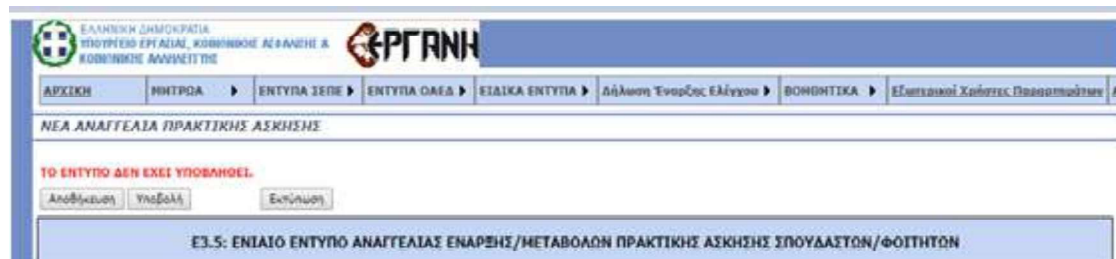 ΕΛΛΗΝΙΚΗ ΔΗΜΟΚΡΑΤΙΑ
ΥΠΟΥΡΓΕΙΟ ΕΡΓΑΣΙΑΣ, ΚΟΙΝΩΝΙΚΗΣ ΑΣΦΑΛΙΣΗΣ &
ΚΟΙΝΩΝΙΚΗΣ ΑΛΛΗΛΕΓΓΥΗΣ
ΕΡΓΑΝΗ
ΑΡΧΙΚΗ ΜΗΤΡΩΑ ΕΝΤΥΠΑ ΣΕΠΕ ΕΝΤΥΠΑ ΟΑΕΔ ΕΙΔΙΚΑ ΕΝΤΥΠΑ Δήλωση Έναρξης Ελέγχου ΒΟΗΘΗΤΙΚΑ Εξωτερικοί Χρήστες Παραρτημάτων
ΝΕΑ ΑΝΑΓΓΕΛΙΑ ΠΡΑΚΤΙΚΗΣ ΑΣΚΗΣΗΣ
ΤΟ ΕΝΤΥΠΟ ΔΕΝ ΕΧΕΙ ΥΠΟΒΛΗΘΕΙ.
Αποθήκευση Υποβολή Εκτύπωση
Ε3.5: ΕΝΙΑΙΟ ΕΝΤΥΠΟ ΑΝΑΓΓΕΛΙΑΣ ΕΝΑΡΞΗΣ/ΜΕΤΑΒΟΛΩΝ ΠΡΑΚΤΙΚΗΣ ΑΣΚΗΣΗΣ ΣΠΟΥΔΑΣΤΩΝ/ΦΟΙΤΗΤΩΝ